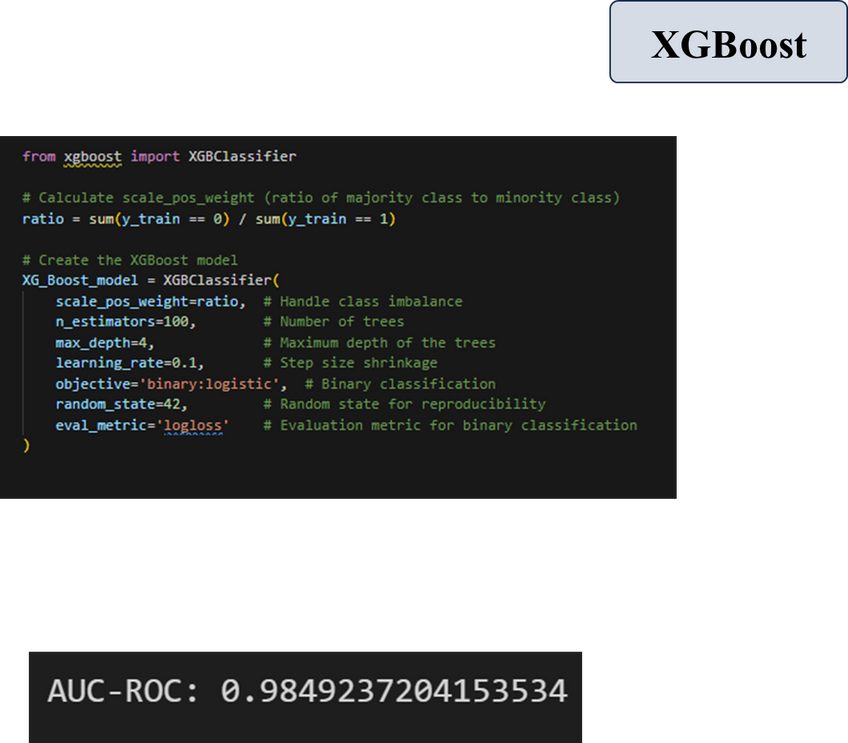 XGBoost
from xgboost import XGBClassifier
# Calculate scale_pos_weight (ratio of majority class to minority class)
ratio = sum(y_train == 0) / sum(y_train == 1)
# Create the XGBoost model
XG_Boost_model = XGBClassifier(
    scale_pos_weight=ratio,  # Handle class imbalance
    n_estimators=100,        # Number of trees
    max_depth=4,             # Maximum depth of the trees
    learning_rate=0.1,       # Step size shrinkage
    objective='binary:logistic',  # Binary classification
    random_state=42,         # Random state for reproducibility
    eval_metric='logloss'    # Evaluation metric for binary classification
)
AUC-ROC: 0.9849237204153534